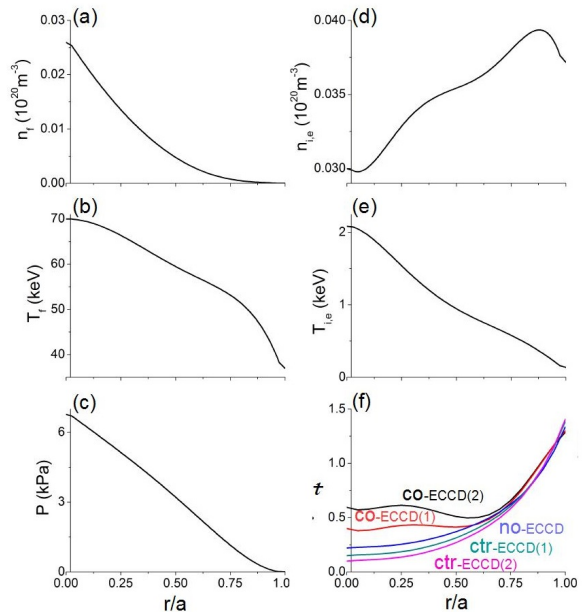 (a)
0.03
0.02
0.01
0.00
n_f (10^20 m^-3)
(d)
0.040
0.035
0.030
n_i,e (10^20 m^-3)
(b)
70
60
50
40
T_f (keV)
(e)
2
1
0
T_i,e (keV)
(c)
6
3
0
P (kPa)
0.00 0.25 0.50 0.75 1.00
r/a
(f)
1.5
1.0
0.5
0.0
co-ECCD(2)
co-ECCD(1)
no-ECCD
ctr-ECCD(1)
ctr-ECCD(2)
0.00 0.25 0.50 0.75 1.00
r/a